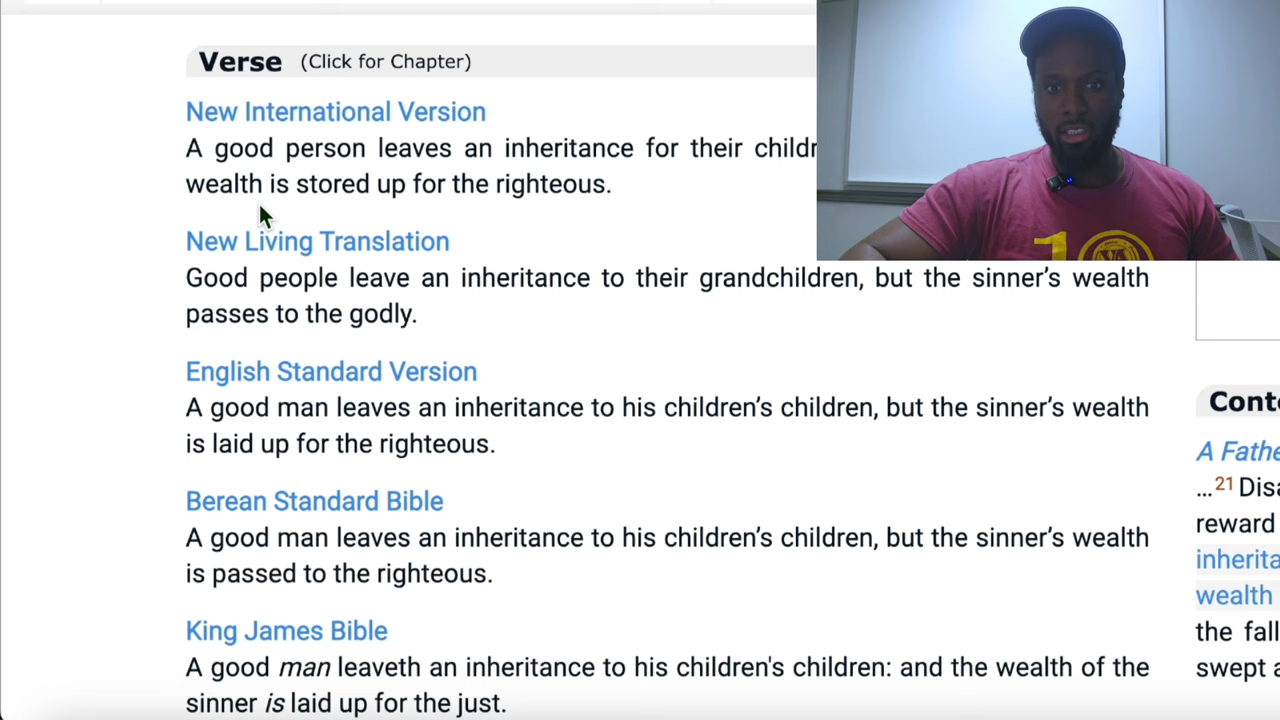 Verse (Click for Chapter)
New International Version
A good person leaves an inheritance for their
wealth is stored up for the righteous.
New Living Translation
Good people leave an inheritance to their grandchildren, but the sinner’s wealth
passes to the godly.
English Standard Version
A good man leaves an inheritance to his children’s children, but the sinner’s wealth
is laid up for the righteous.
Berean Standard Bible
A good man leaves an inheritance to his children’s children, but the sinner’s wealth
is passed to the righteous.
King James Bible
A good man leaveth an inheritance to his children's children: and the wealth of the
sinner is laid up for the just.
A
...21
reward
wealth
the fall
swept